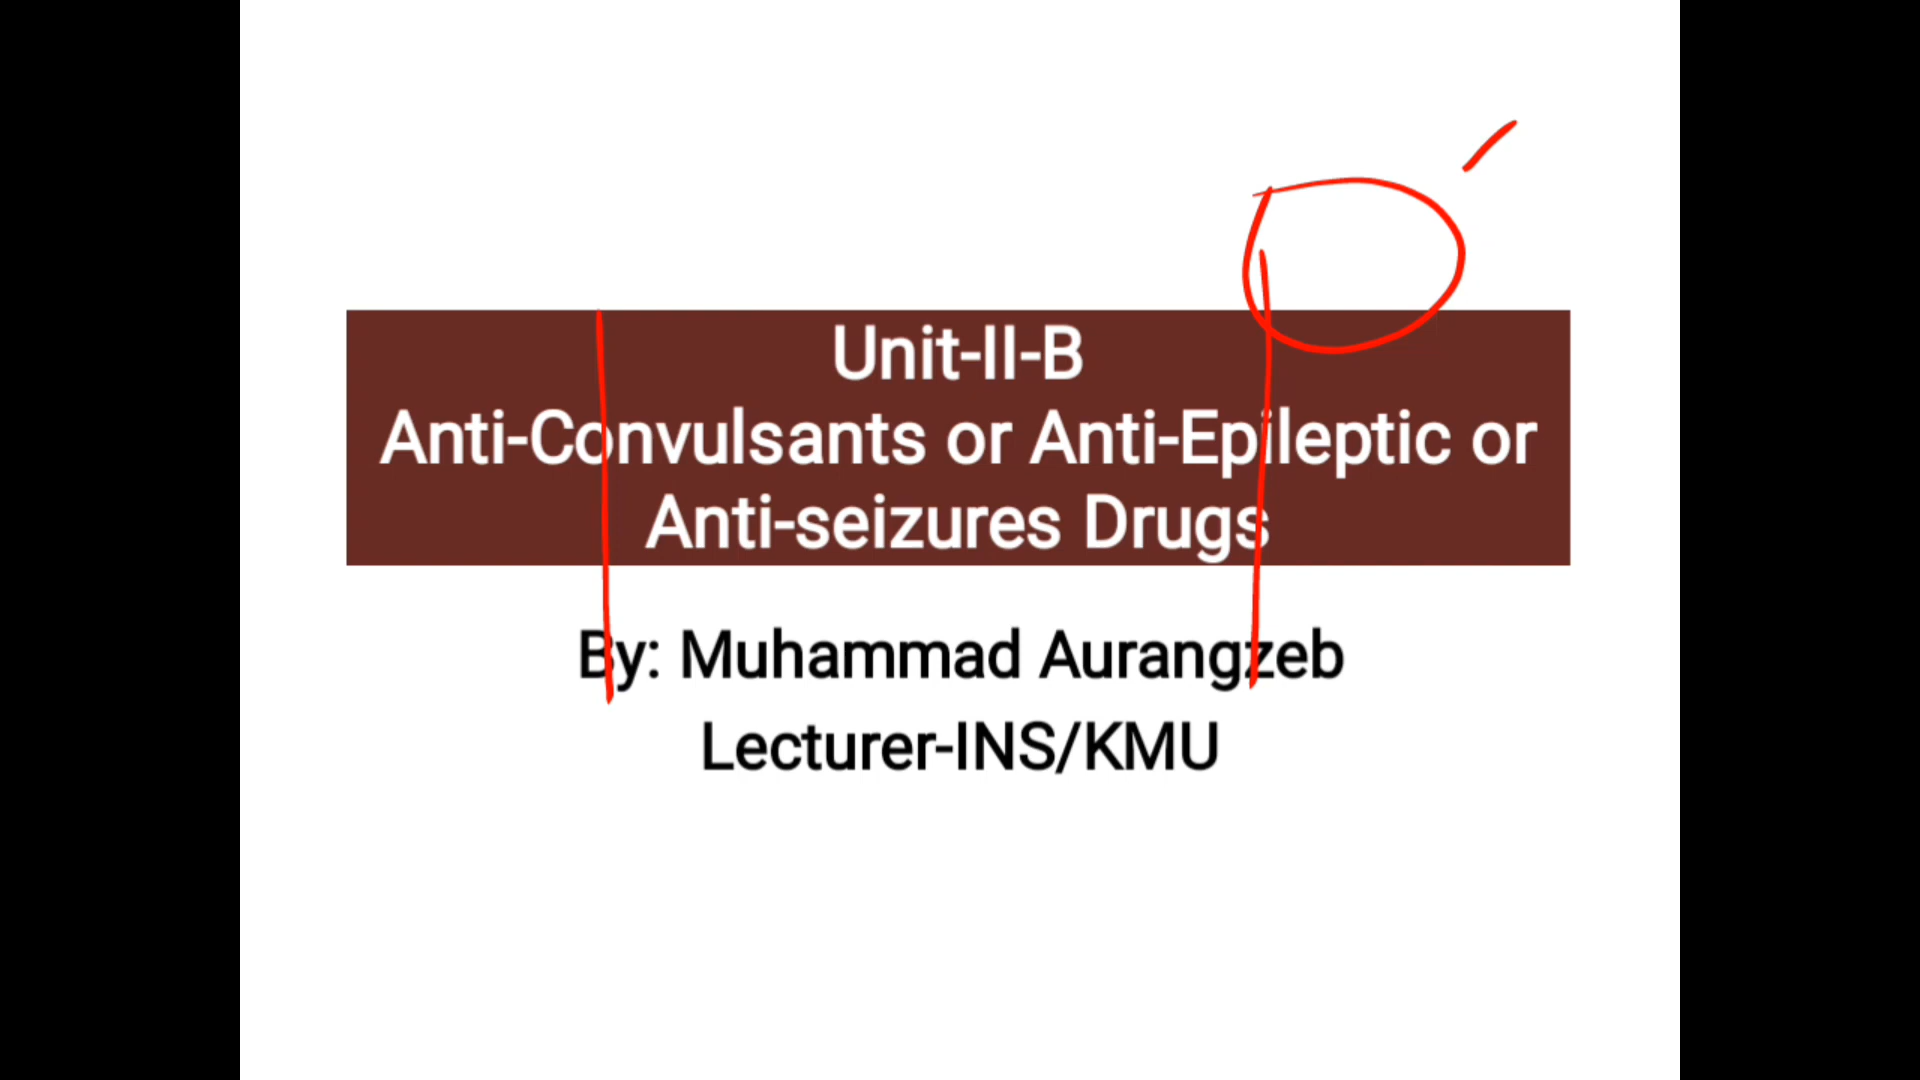 Unit-II-B
Anti-Convulsants or Anti-Epileptic or
Anti-seizures Drugs
By: Muhammad Aurangzeb
Lecturer-INS/KMU